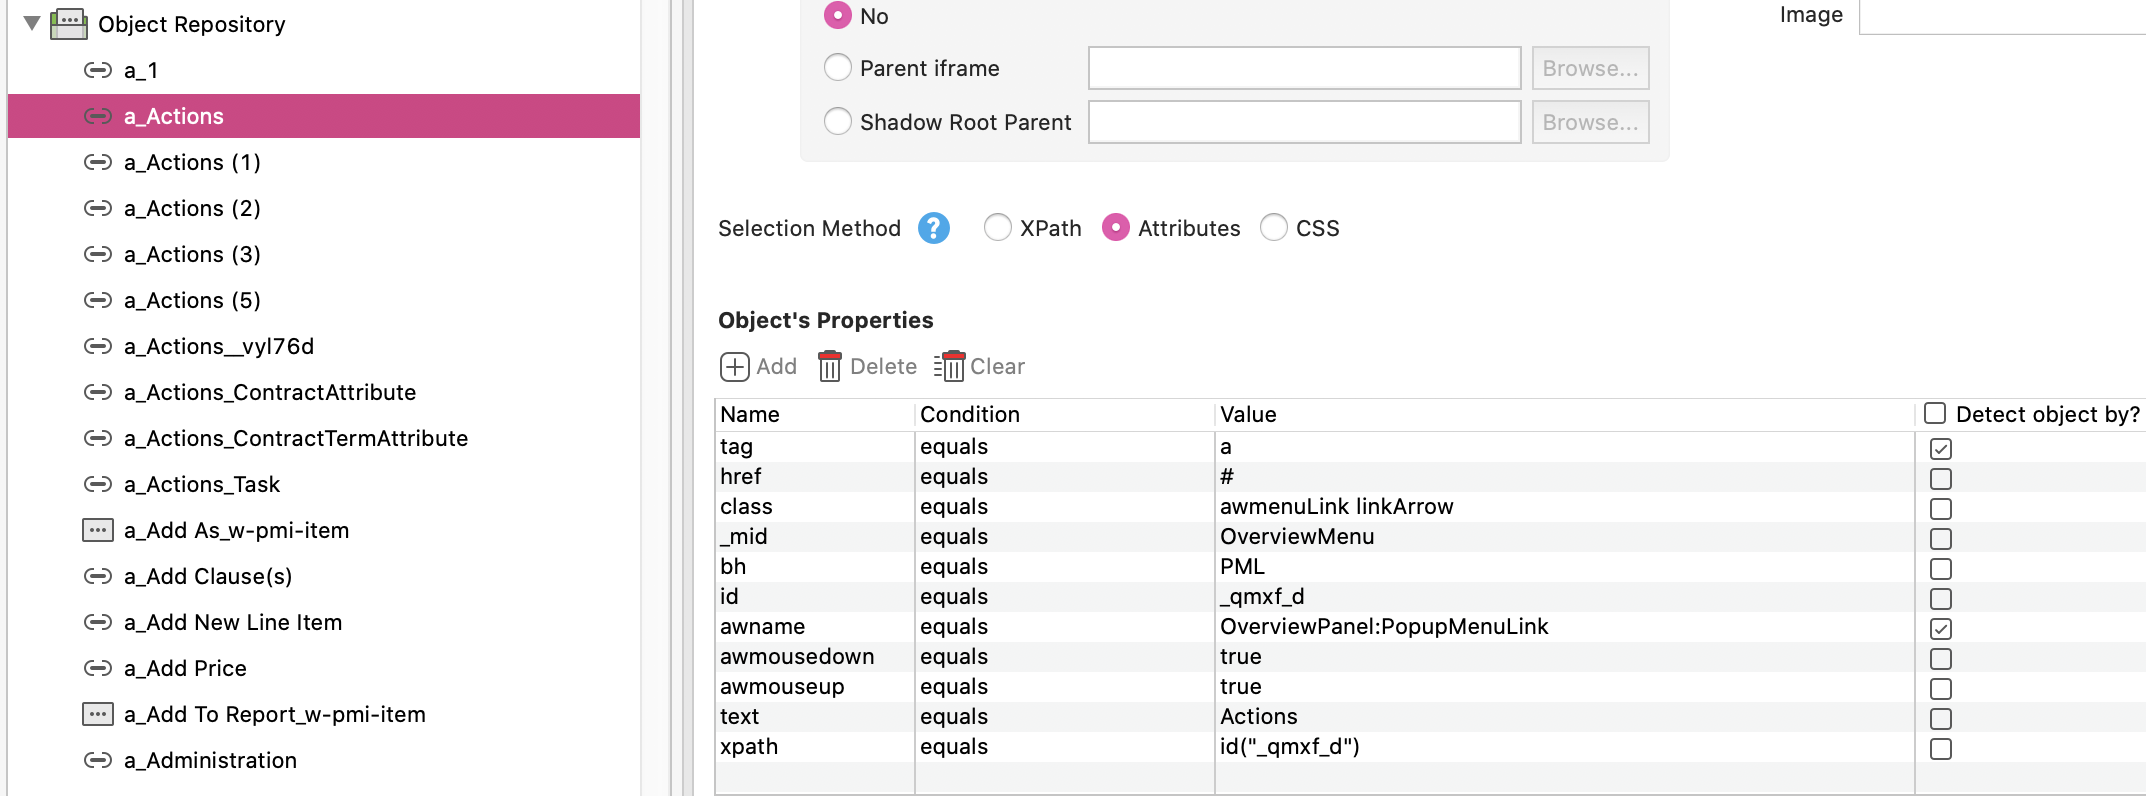 Object Repository
a_1
a_Actions
a_Actions (1)
a_Actions (2)
a_Actions (3)
a_Actions (5)
a_Actions__vyl76d
a_Actions_ContractAttribute
a_Actions_ContractTermAttribute
a_Actions_Task
a_Add As_w-pmi-item
a_Add Clause(s)
a_Add New Line Item
a_Add Price
a_Add To Report_w-pmi-item
a_Administration
No
Image
Parent iframe Browse...
Shadow Root Parent Browse...
Selection Method ? XPath Attributes CSS
Object's Properties
Add Delete Clear
Name Condition Value Detect object by?
tag equals a
href equals #
class equals awmenuLink linkArrow
_mid equals OverviewMenu
bh equals PML
id equals _qmxf_d
awname equals OverviewPanel:PopupMenuLink
awmousedown equals true
awmouseup equals true
text equals Actions
xpath equals id("_qmxf_d")